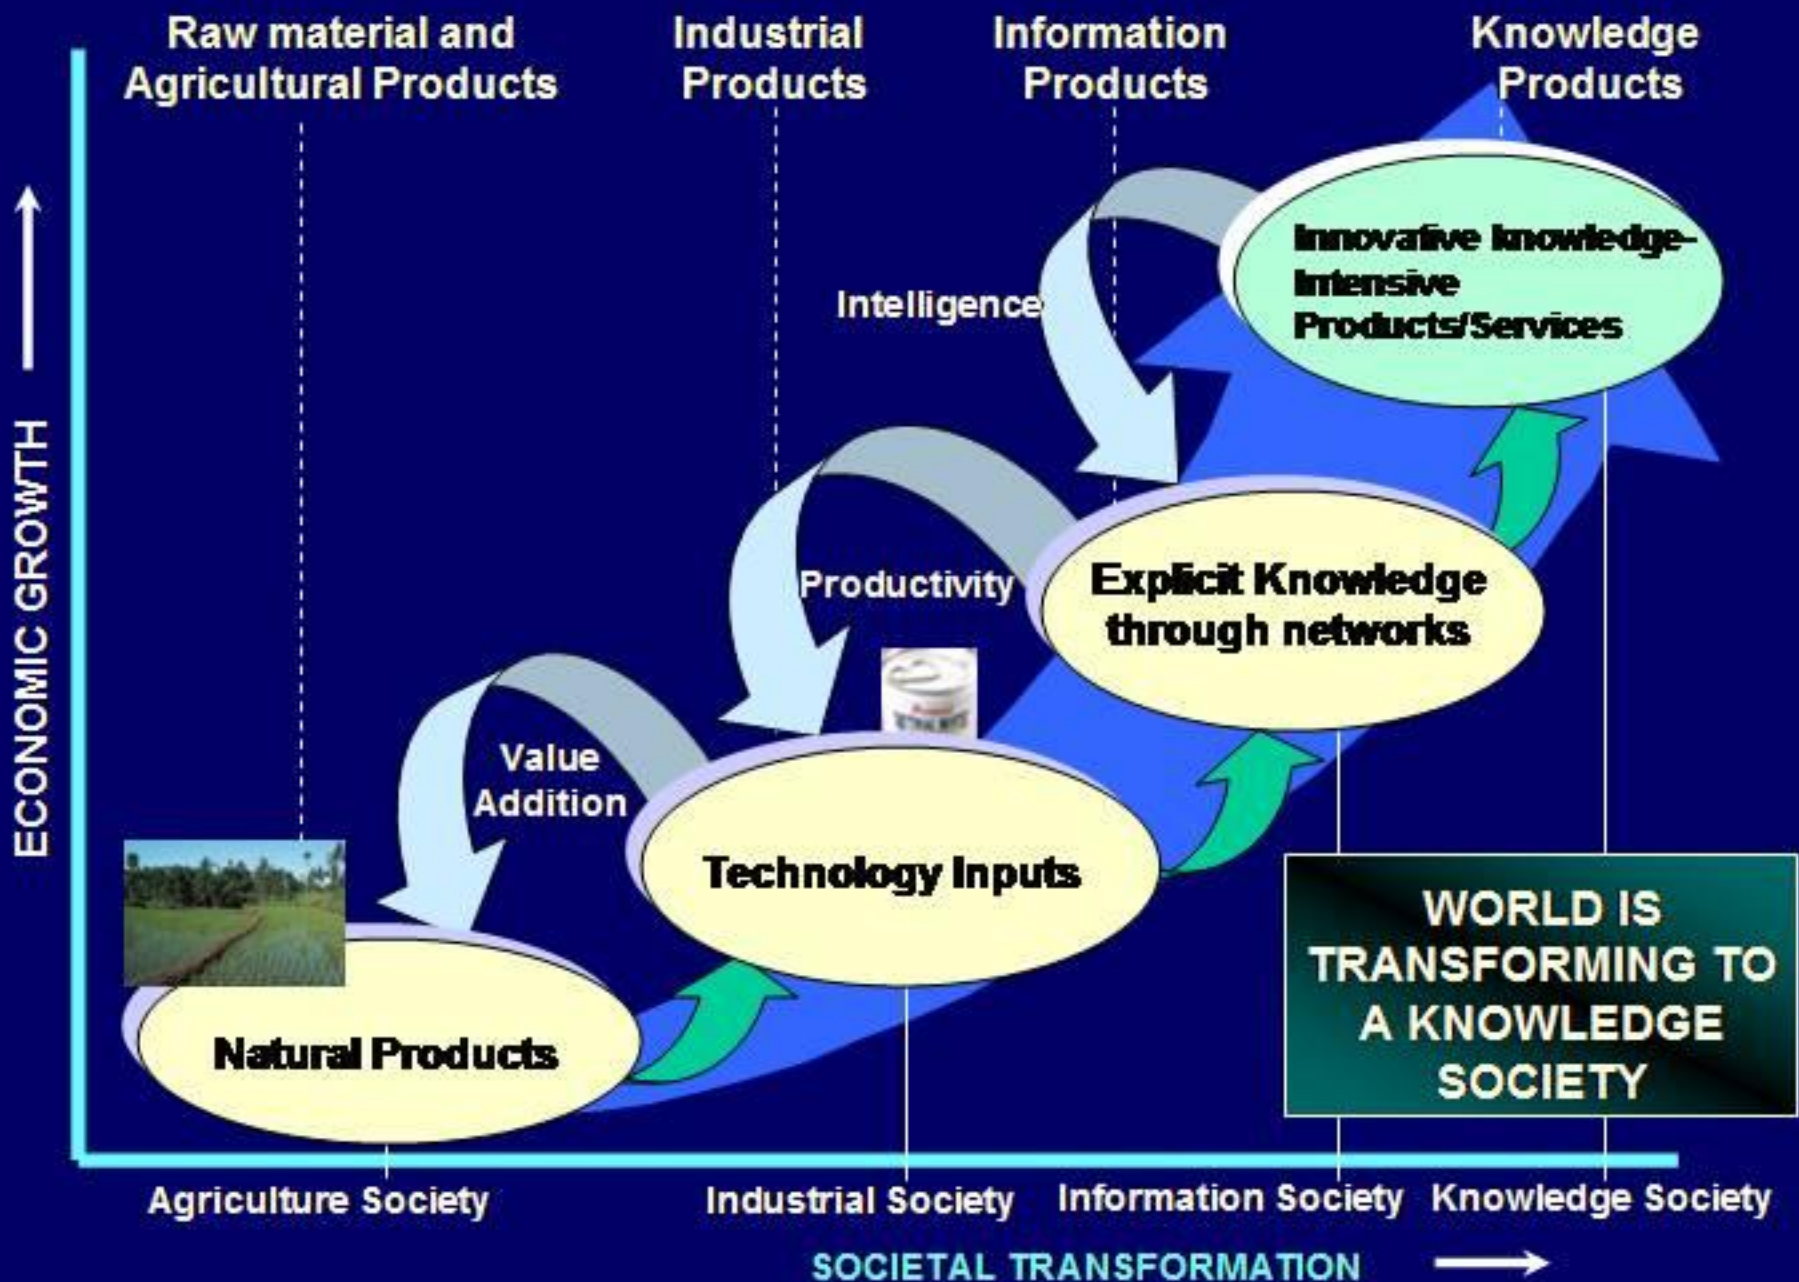 Raw material and
Agricultural Products
Industrial
Products
Information
Products
Knowledge
Products
ECONOMIC GROWTH
Innovative knowledge-
Intensive
Products/Services
Intelligence
Explicit Knowledge
through networks
Productivity
Value
Addition
Technology Inputs
Natural Products
WORLD IS
TRANSFORMING TO
A KNOWLEDGE
SOCIETY
Agriculture Society
Industrial Society
Information Society
Knowledge Society
SOCIETAL TRANSFORMATION